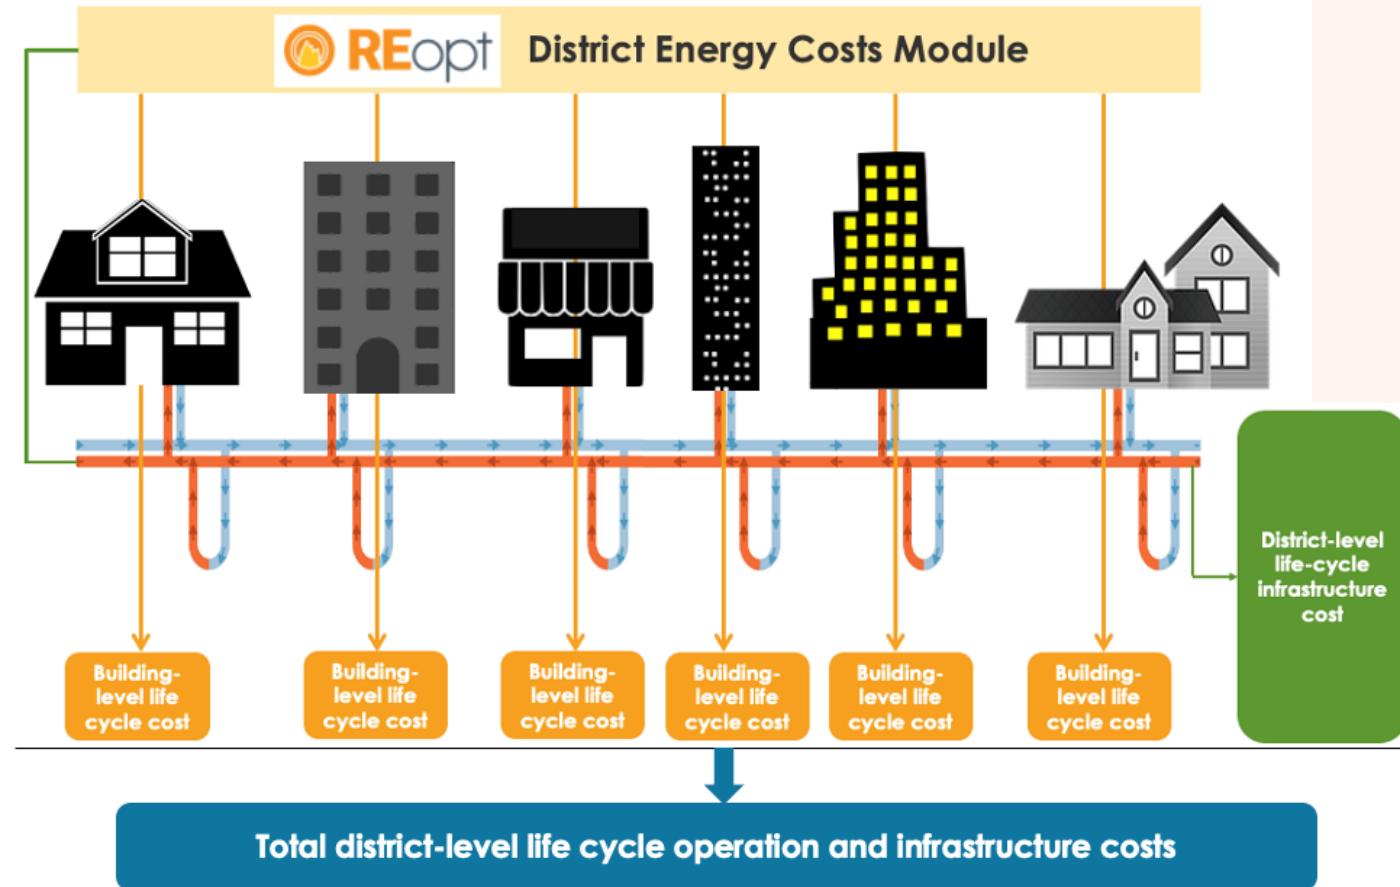 REopt District Energy Costs Module
District-level
life-cycle
infrastructure
cost
Building-
level life
cycle cost
Building-
level life
cycle cost
Building-
level life
cycle cost
Building-
level life
cycle cost
Building-
level life
cycle cost
Building-
level life
cycle cost
Total district-level life cycle operation and infrastructure costs